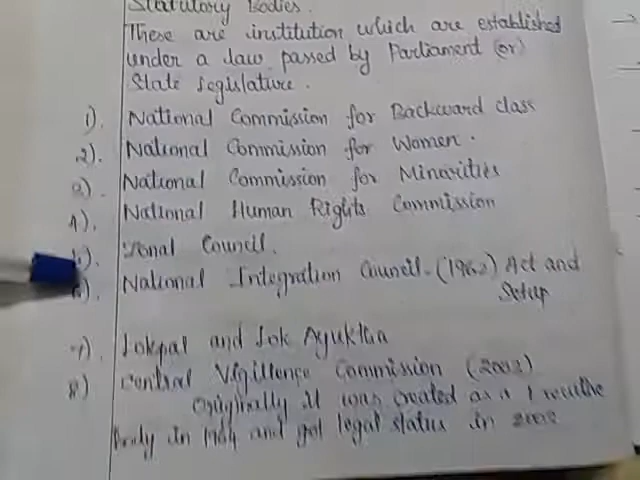 Statutory Bodies.
These are institution which are established
under a law passed by Parliament (or)
State legislature.
1). National Commission for Backward class
2). National Commission for Women.
3). National Commission for Minorities
4). National Human Rights Commission
5). Zonal Council.
6). National Integration Council - (1962) Act and
Setup
7). Lokpal and Lok Ayuktha
8) Central Vigillence Commission (2003)
Originally it was created as a
Body in 1964 and got legal status in 2003